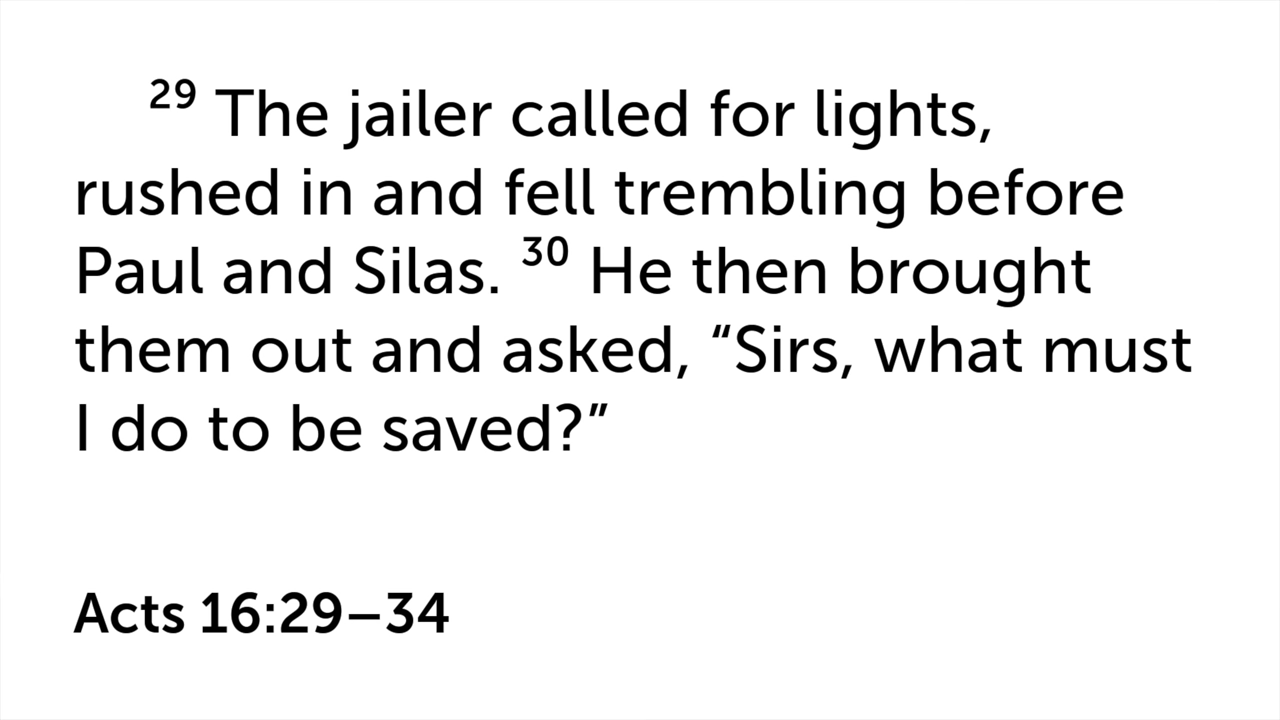 29 The jailer called for lights,
rushed in and fell trembling before
Paul and Silas. 30 He then brought
them out and asked, “Sirs, what must
I do to be saved?”
Acts 16:29–34